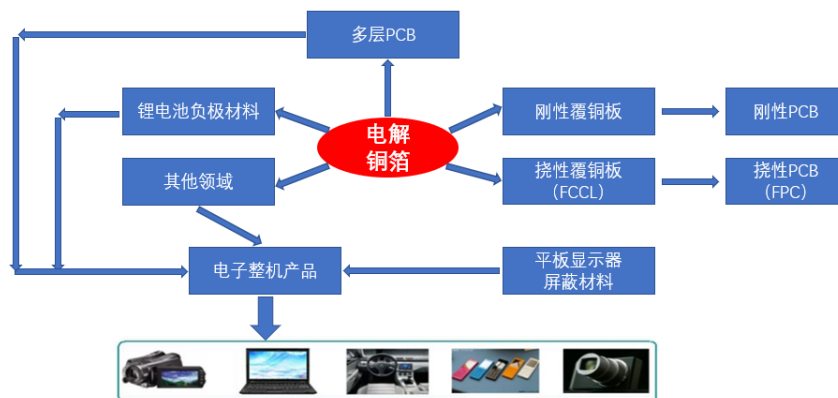 多层PCB
锂电池负极材料
电解
铜箔
刚性覆铜板
刚性PCB
其他领域
挠性覆铜板
（FCCL）
挠性PCB
(FPC)
电子整机产品
平板显示器
屏蔽材料